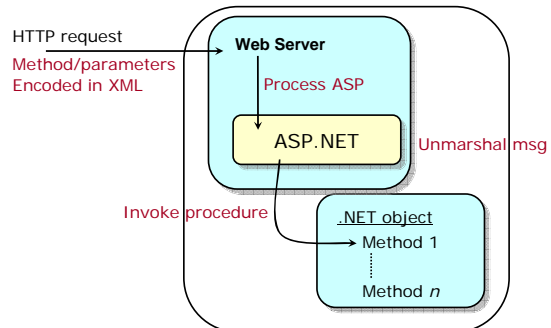 HTTP request
Method/parameters
Encoded in XML
Web Server
Process ASP
ASP.NET
Unmarshal msg
Invoke procedure
.NET object
Method 1
Method n